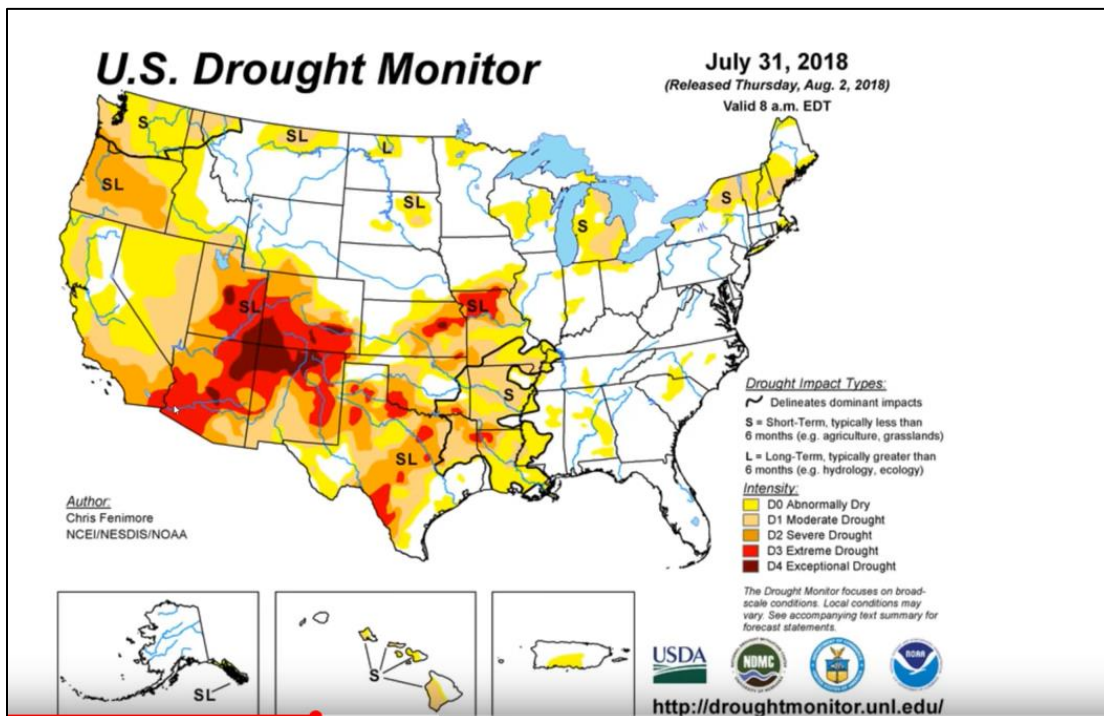 U.S. Drought Monitor
July 31, 2018
(Released Thursday, Aug. 2, 2018)
Valid 8 a.m. EDT
S
SL
L
SL
SL
S
S
SL
SL
S
SL
Drought Impact Types:
Delineates dominant impacts
S = Short-Term, typically less than
6 months (e.g. agriculture, grasslands)
L = Long-Term, typically greater than
6 months (e.g. hydrology, ecology)
Intensity:
D0 Abnormally Dry
D1 Moderate Drought
D2 Severe Drought
D3 Extreme Drought
D4 Exceptional Drought
Author:
Chris Fenimore
NCEI/NESDIS/NOAA
The Drought Monitor focuses on broad-
scale conditions. Local conditions may
vary. See accompanying text summary for
forecast statements.
SL
S
USDA
NDMC
NOAA
http://droughtmonitor.unl.edu/